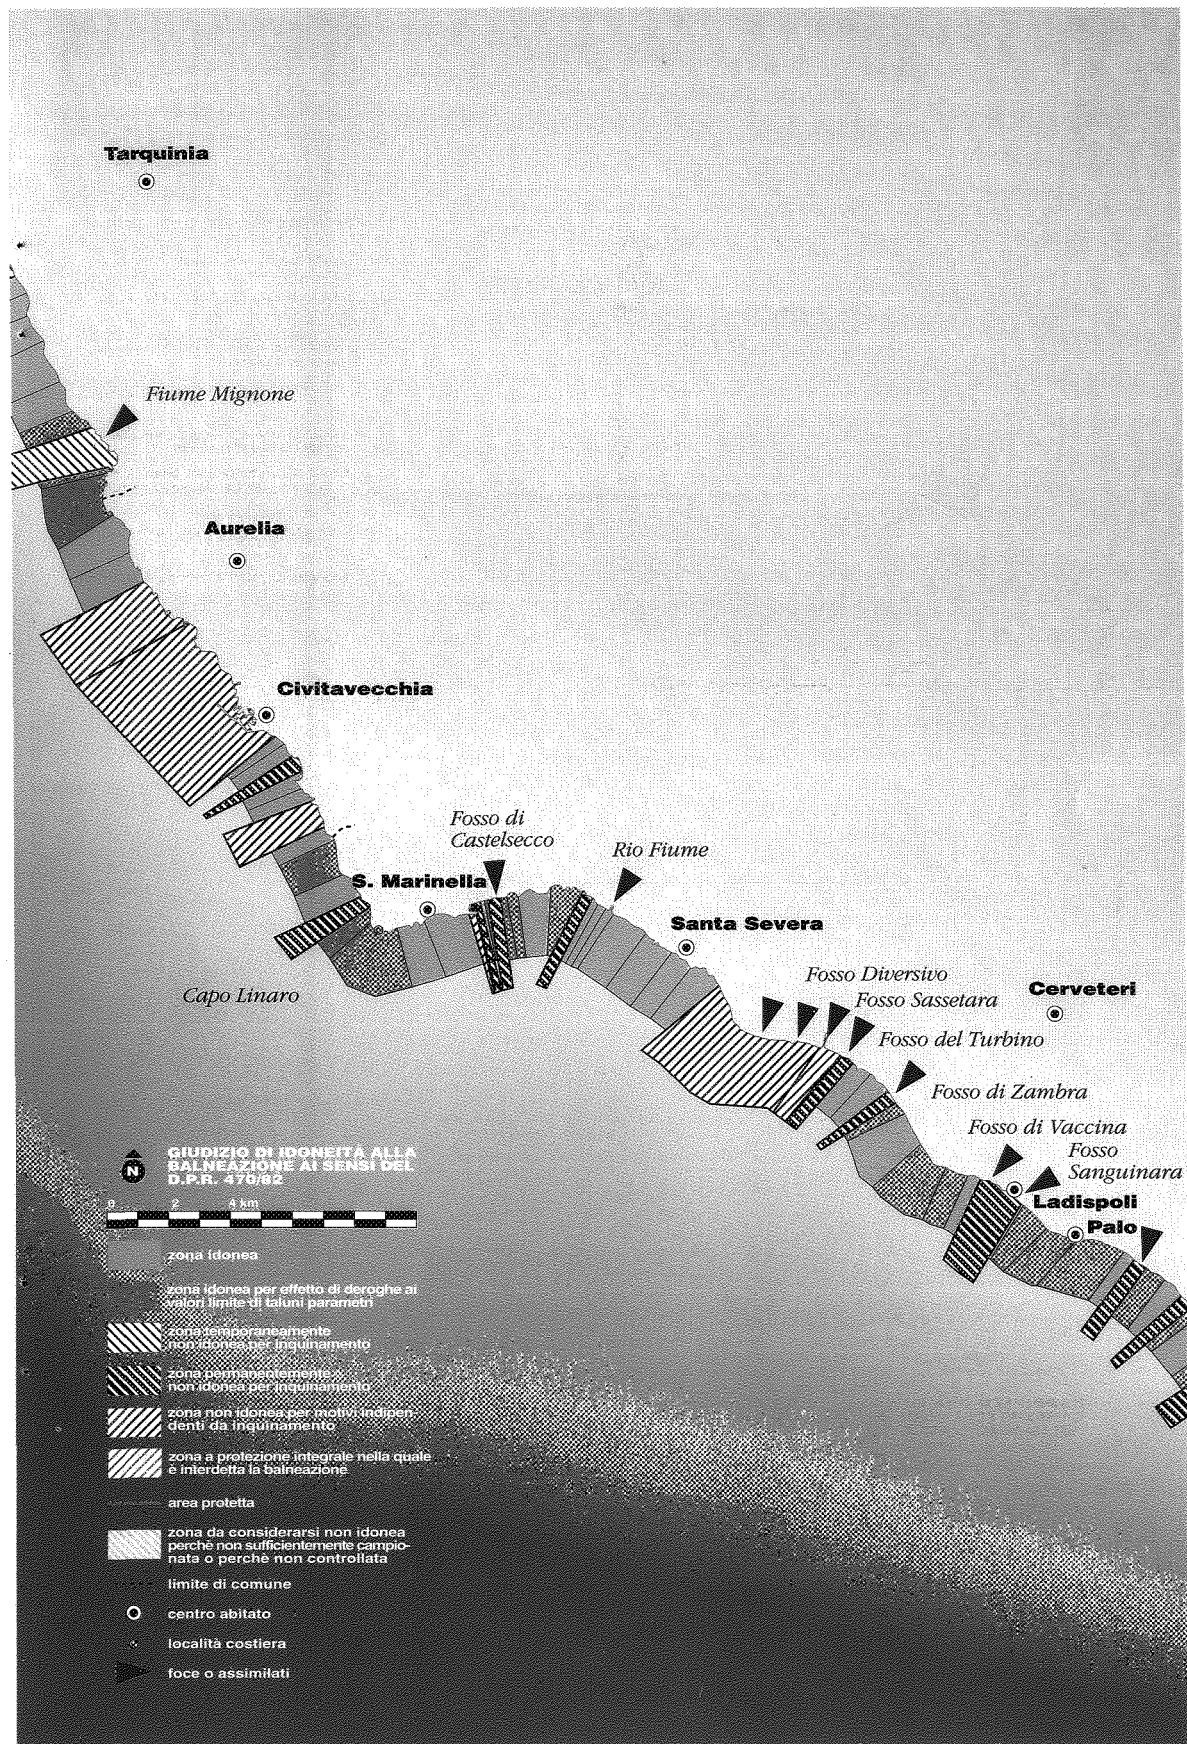 Tarquinia
Fiume Mignone
Aurelia
Civitavecchia
Fosso di
Castelsecco
Rio Fiume
S. Marinella
Santa Severa
Capo Linaro
Fosso Diversivo
Fosso Sassetara
Cerveteri
Fosso del Turbino
Fosso di Zambra
Fosso di Vaccina
Fosso
Sanguinara
Ladispoli
Palo
N
GIUDIZIO DI IDONEITÀ ALLA
BALNEAZIONE AI SENSI DEL
D.P.R. 470/82
0 2 4 km
zona idonea
zona idonea per effetto di deroghe ai
valori limite di taluni parametri
zona temporaneamente
non idonea per inquinamento
zona permanentemente
non idonea per inquinamento
zona non idonea per motivi indipen-
denti da inquinamento
zona a protezione integrale nella quale
è interdetta la balneazione
area protetta
zona da considerarsi non idonea
perchè non sufficientemente campio-
nata o perchè non controllata
limite di comune
centro abitato
località costiera
foce o assimilati